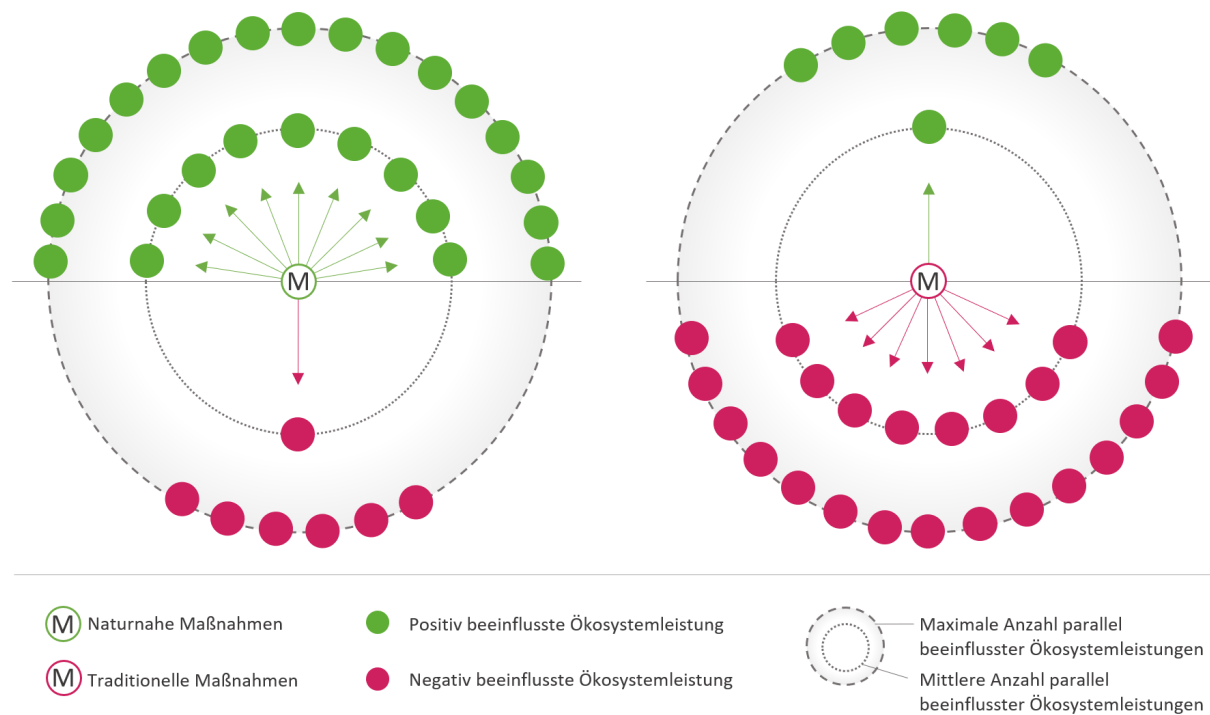 M
M
M Naturnahe Maßnahmen
Positiv beeinflusste Ökosystemleistung
Maximale Anzahl parallel
beeinflusster Ökosystemleistungen
M Traditionelle Maßnahmen
Negativ beeinflusste Ökosystemleistung
Mittlere Anzahl parallel
beeinflusster Ökosystemleistungen